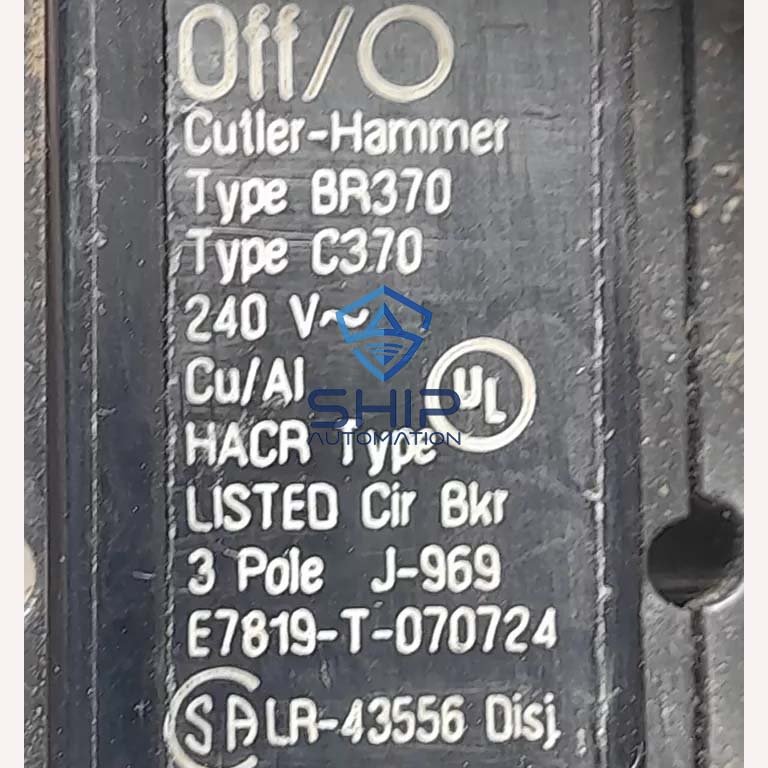 Off/O
Cutler-Hammer
Type BR370
Type C370
240 V~
Cu/Al
UL
SHIP
AUTOMATION
HACR Type
LISTED Cir Bkr
3 Pole J-969
E7819-T-070724
SA LR-43556 Disj.